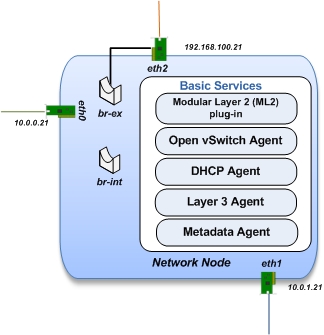 192.168.100.21
eth2
Basic Services
Modular Layer 2 (ML2)
plug-in
eth0
br-ex
10.0.0.21
Open vSwitch Agent
DHCP Agent
br-int
Layer 3 Agent
Metadata Agent
Network Node
eth1
10.0.1.21